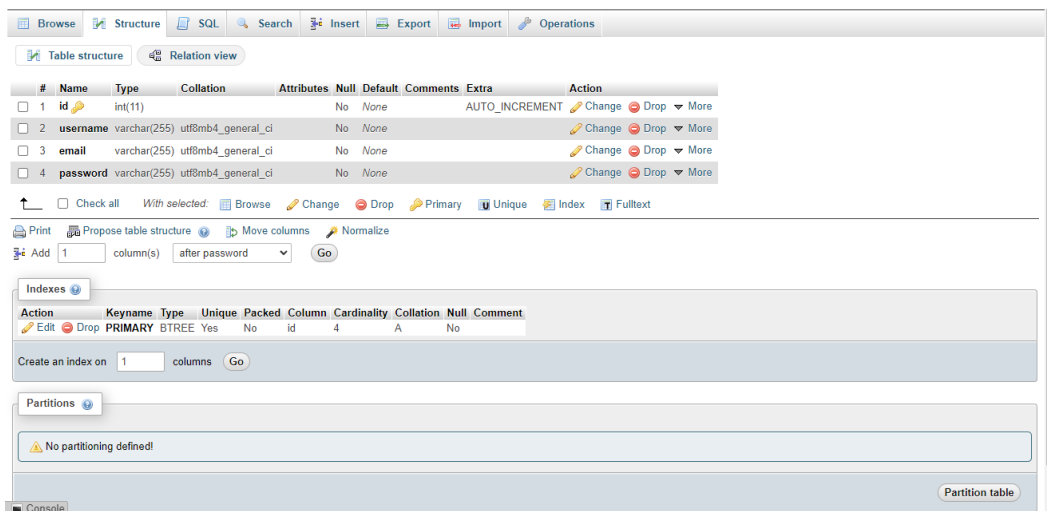 Browse Structure SQL Search Insert Export Import Operations
Table structure Relation view
# Name Type Collation Attributes Null Default Comments Extra Action
1 id int(11) No None AUTO_INCREMENT Change Drop More
2 username varchar(255) utf8mb4_general_ci No None Change Drop More
3 email varchar(255) utf8mb4_general_ci No None Change Drop More
4 password varchar(255) utf8mb4_general_ci No None Change Drop More
Check all With selected: Browse Change Drop Primary Unique Index Fulltext
Print Propose table structure Move columns Normalize
Add 1 column(s) after password Go
Indexes
Action Keyname Type Unique Packed Column Cardinality Collation Null Comment
Edit Drop PRIMARY BTREE Yes No id 4 A No
Create an index on 1 columns Go
Partitions
No partitioning defined!
Partition table
Console